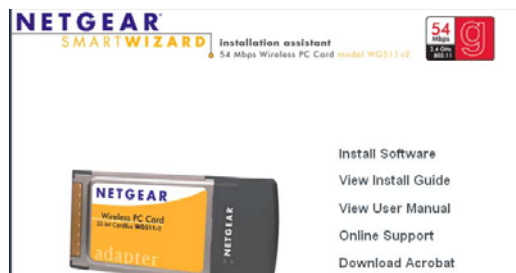 NETGEAR
SMARTWIZARD
installation assistant
54 Mbps Wireless PC Card model WG511v2
54
Mbps
2.4 GHz
802.11
g
Install Software
View Install Guide
View User Manual
Online Support
Download Acrobat
NETGEAR
Wireless PC Card
32-bit CardBus WG511v2
adapter
NETGEAR